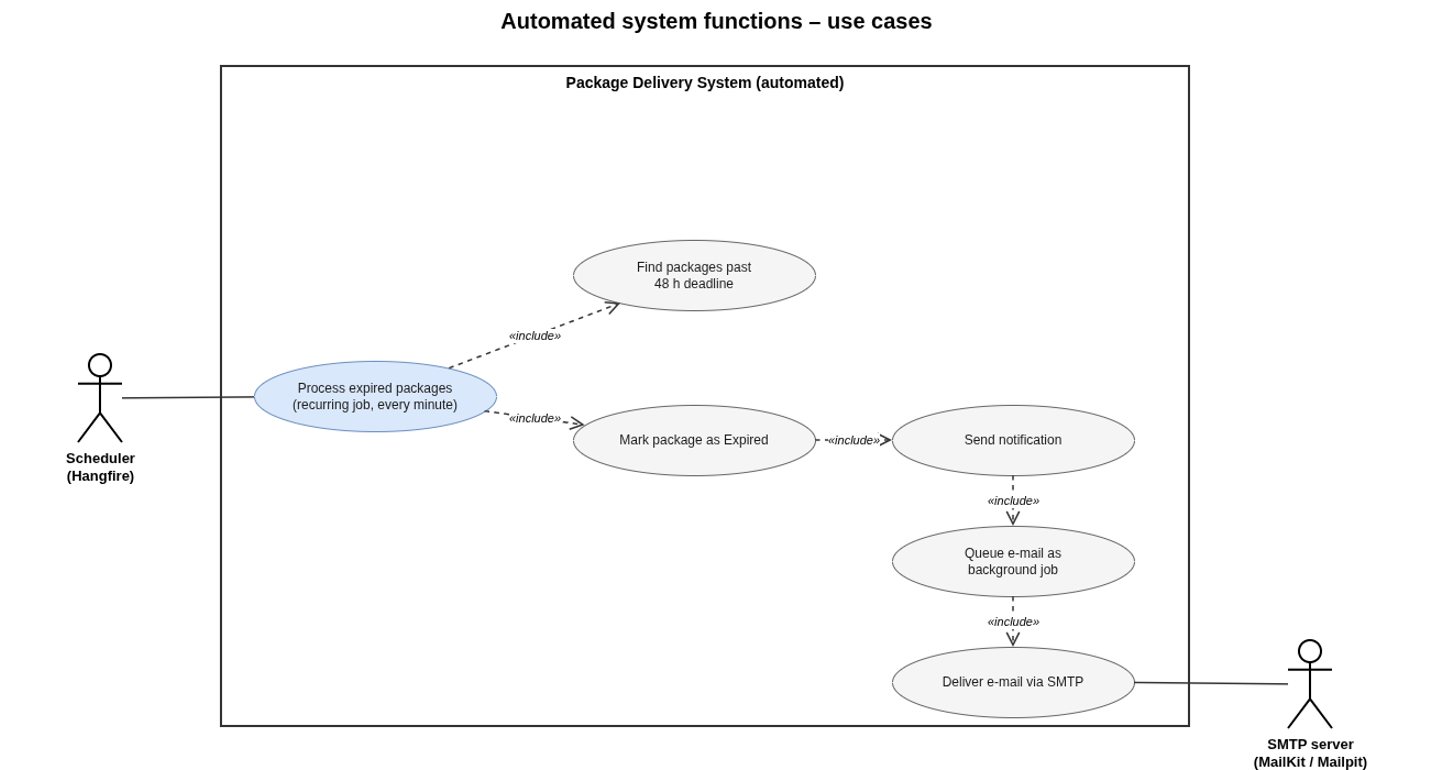 Automated system functions – use cases
Package Delivery System (automated)
Find packages past
48 h deadline
«include»
Process expired packages
(recurring job, every minute)
«include»
Mark package as Expired
«include»
Send notification
Scheduler
(Hangfire)
«include»
Queue e-mail as
background job
«include»
Deliver e-mail via SMTP
SMTP server
(MailKit / Mailpit)